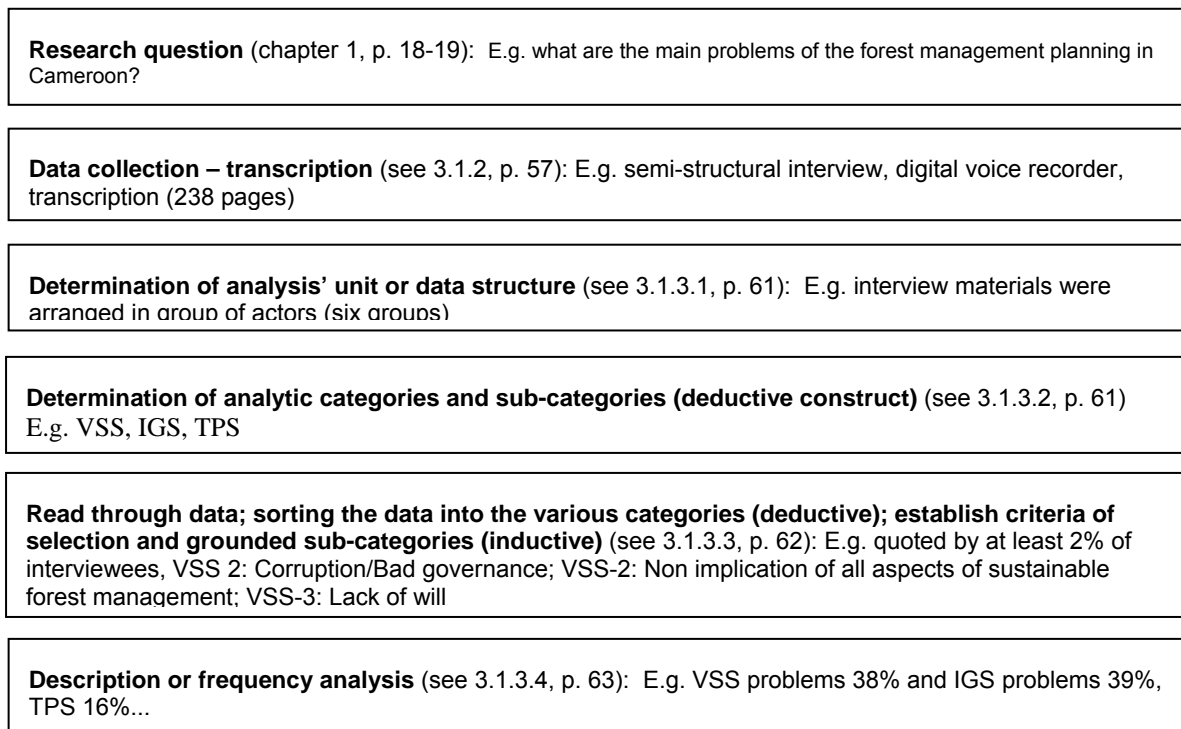 Research question (chapter 1, p. 18-19): E.g. what are the main problems of the forest management planning in
Cameroon?
Data collection – transcription (see 3.1.2, p. 57): E.g. semi-structural interview, digital voice recorder,
transcription (238 pages)
Determination of analysis’ unit or data structure (see 3.1.3.1, p. 61): E.g. interview materials were
arranged in group of actors (six groups)
Determination of analytic categories and sub-categories (deductive construct) (see 3.1.3.2, p. 61)
E.g. VSS, IGS, TPS
Read through data; sorting the data into the various categories (deductive); establish criteria of
selection and grounded sub-categories (inductive) (see 3.1.3.3, p. 62): E.g. quoted by at least 2% of
interviewees, VSS 2: Corruption/Bad governance; VSS-2: Non implication of all aspects of sustainable
forest management; VSS-3: Lack of will
Description or frequency analysis (see 3.1.3.4, p. 63): E.g. VSS problems 38% and IGS problems 39%,
TPS 16%...